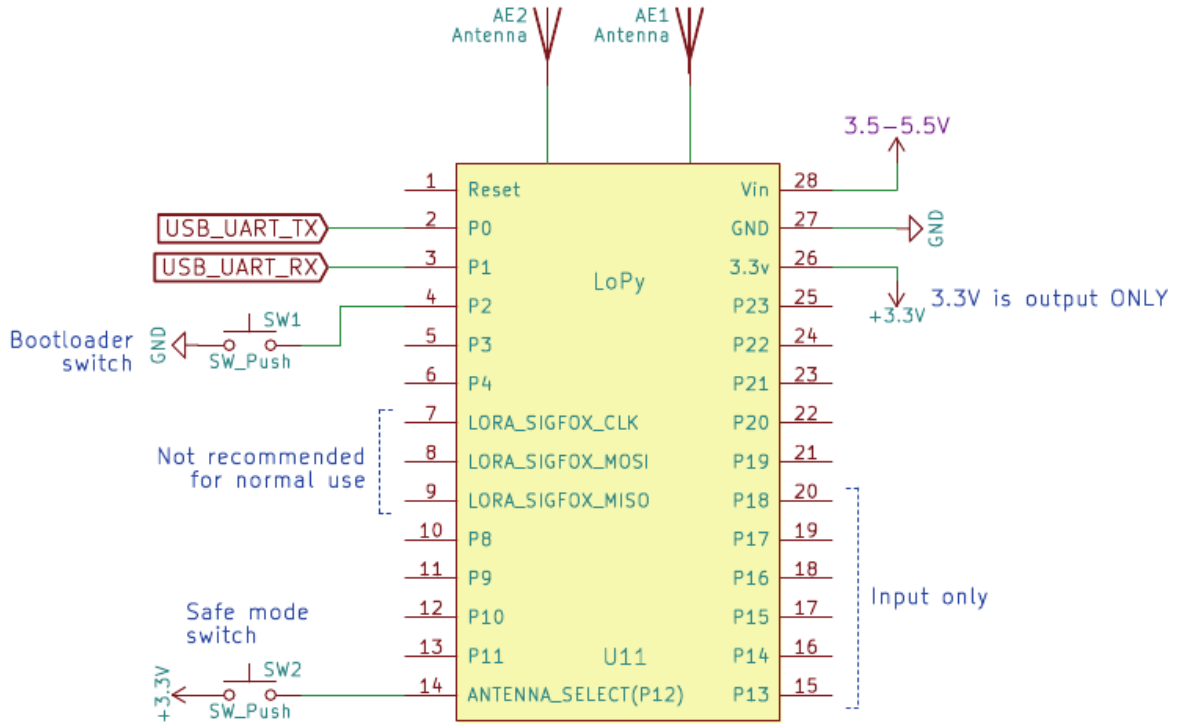 AE2
Antenna
AE1
Antenna
3.5-5.5V
1
Reset
Vin
28
USB_UART_TX
2
P0
GND
27
GND
USB_UART_RX
3
P1
3.3v
26
LoPy
4
P2
P23
25
+3.3V
3.3V is output ONLY
Bootloader
switch
GND
SW1
SW_Push
5
P3
P22
24
6
P4
P21
23
7
LORA_SIGFOX_CLK
P20
22
Not recommended
for normal use
8
LORA_SIGFOX_MOSI
P19
21
9
LORA_SIGFOX_MISO
P18
20
10
P8
P17
19
11
P9
P16
18
Input only
12
P10
P15
17
Safe mode
switch
13
P11
U11
P14
16
+3.3V
SW2
SW_Push
14
ANTENNA_SELECT(P12)
P13
15